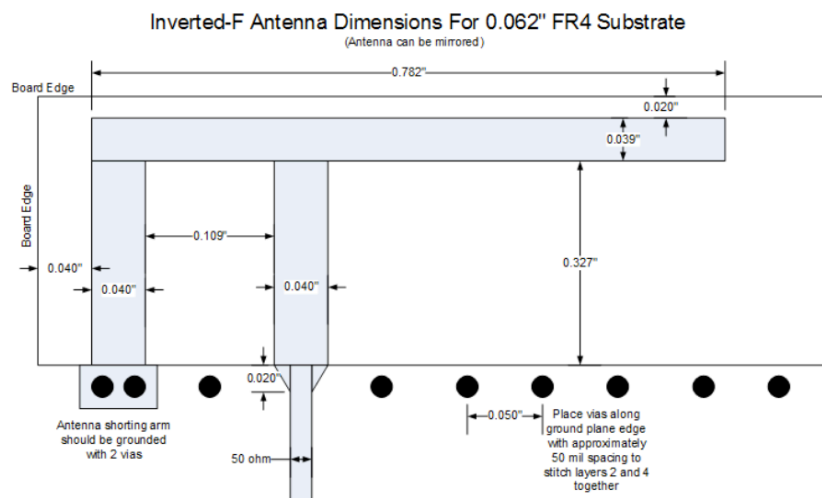 Inverted-F Antenna Dimensions For 0.062" FR4 Substrate
(Antenna can be mirrored)
0.782"
Board Edge
0.020"
0.039"
Board Edge
0.109"
0.327"
0.040"
0.040"
0.040"
0.020"
0.050"
Antenna shorting arm
should be grounded
with 2 vias
50 ohm
Place vias along
ground plane edge
with approximately
50 mil spacing to
stitch layers 2 and 4
together